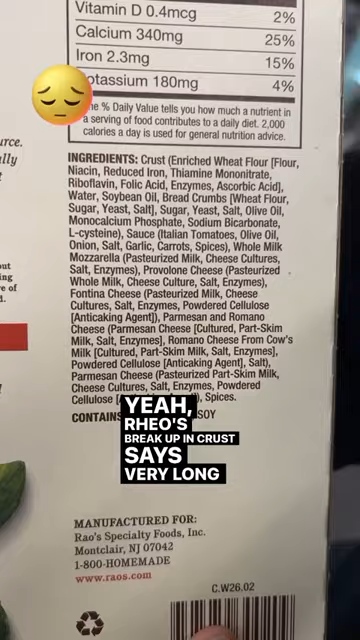 Vitamin D 0.4mcg 2%
Calcium 340mg 25%
Iron 2.3mg 15%
otassium 180mg 4%
he % Daily Value tells you how much a nutrient in
a serving of food contributes to a daily diet. 2,000
calories a day is used for general nutrition advice.
INGREDIENTS: Crust (Enriched Wheat Flour [Flour,
Niacin, Reduced Iron, Thiamine Mononitrate,
Riboflavin, Folic Acid, Enzymes, Ascorbic Acid],
Water, Soybean Oil, Bread Crumbs [Wheat Flour,
Sugar, Yeast, Salt], Sugar, Yeast, Salt, Olive Oil,
Monocalcium Phosphate, Sodium Bicarbonate,
L-cysteine), Sauce (Italian Tomatoes, Olive Oil,
Onion, Salt, Garlic, Carrots, Spices), Whole Milk
Mozzarella (Pasteurized Milk, Cheese Cultures,
Salt, Enzymes), Provolone Cheese (Pasteurized
Whole Milk, Cheese Culture, Salt, Enzymes),
Fontina Cheese (Pasteurized Milk, Cheese
Cultures, Salt, Enzymes, Powdered Cellulose
[Anticaking Agent]), Parmesan and Romano
Cheese (Parmesan Cheese [Cultured, Part-Skim
Milk, Salt, Enzymes], Romano Cheese From Cow's
Milk [Cultured, Part-Skim Milk, Salt, Enzymes],
Powdered Cellulose [Anticaking Agent], Salt),
Parmesan Cheese (Pasteurized Part-Skim Milk,
Cheese Cultures, Salt, Enzymes, Powdered
Cellulose [A), Spices.
CONTAINS SOY
YEAH,
RHEO'S
BREAK UP IN CRUST
SAYS
VERY LONG
MANUFACTURED FOR:
Rao's Specialty Foods, Inc.
Montclair, NJ 07042
1-800-HOMEMADE
www.raos.com
C.W26.02